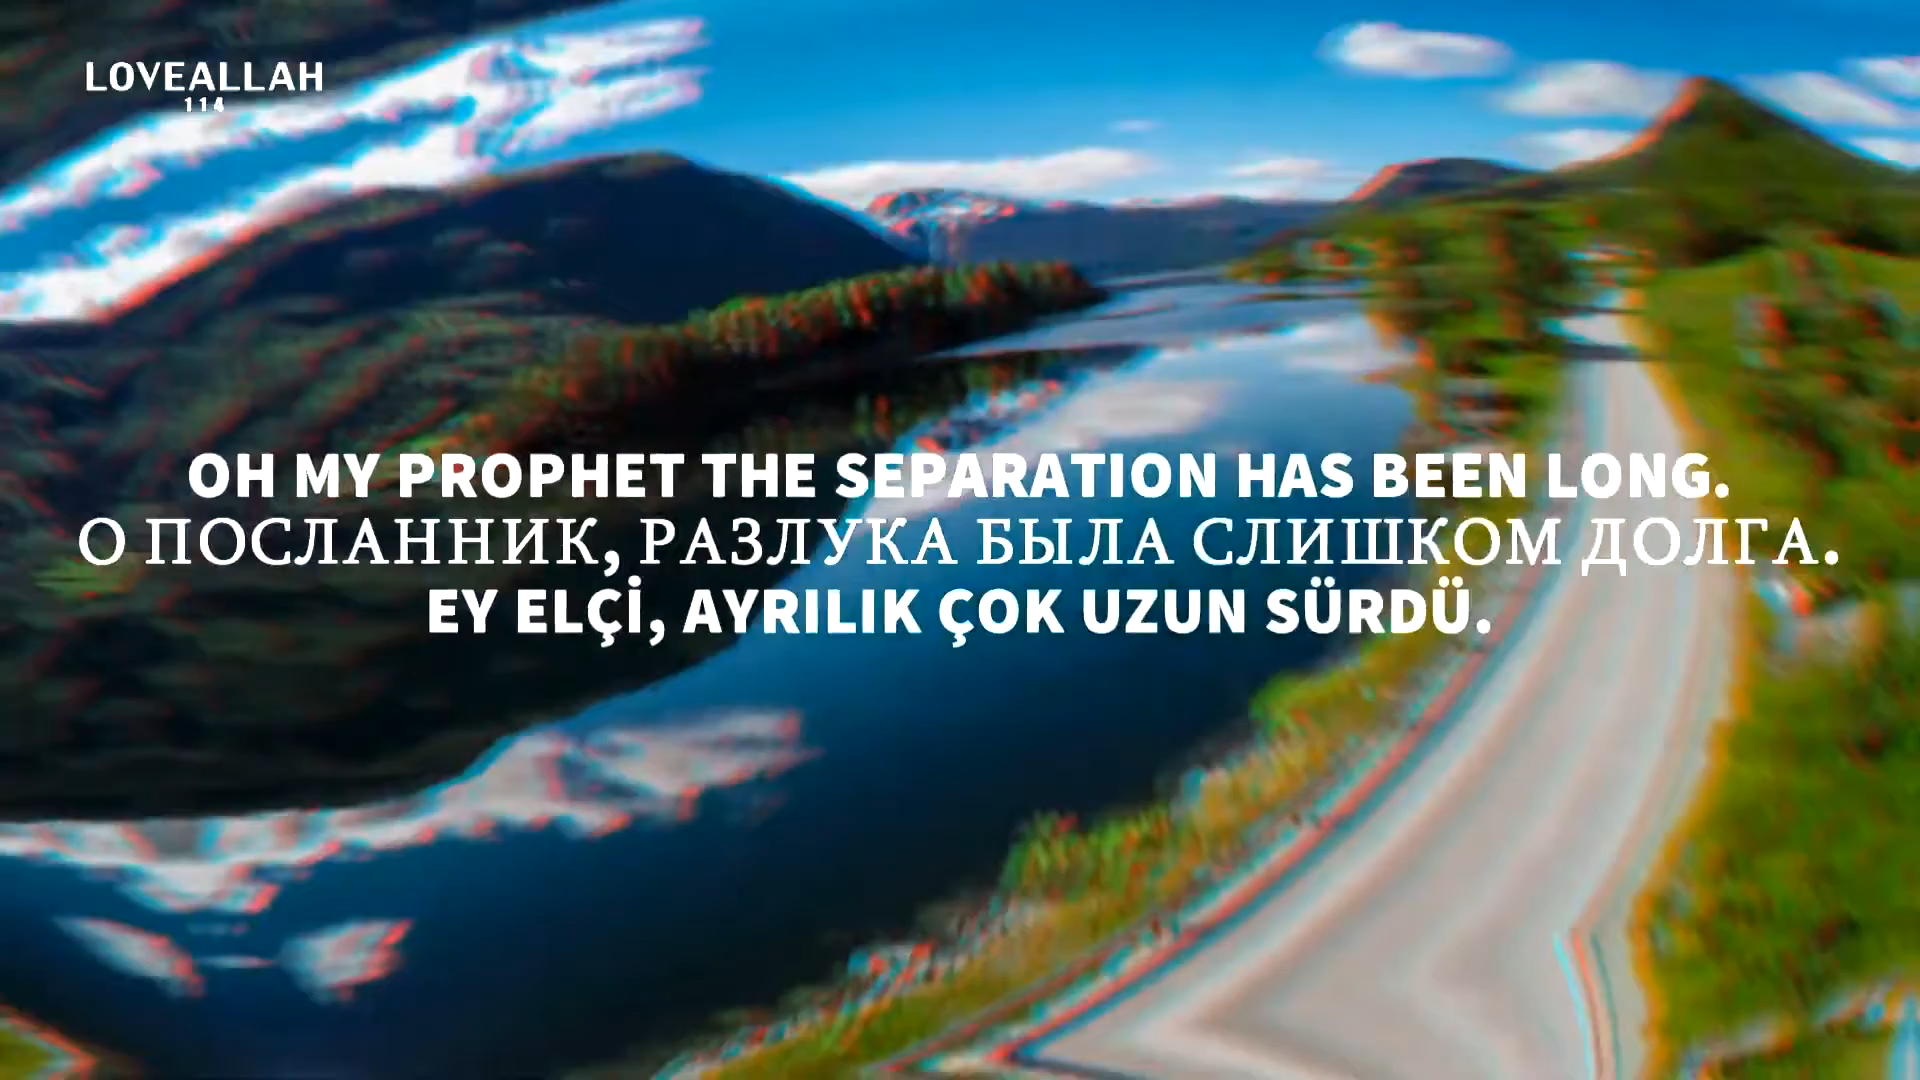 LOVEALLAH
114
OH MY PROPHET THE SEPARATION HAS BEEN LONG.
О ПОСЛАННИК, РАЗЛУКА БЫЛА СЛИШКОМ ДОЛГА.
EY ELÇİ, AYRILIK ÇOK UZUN SÜRDÜ.